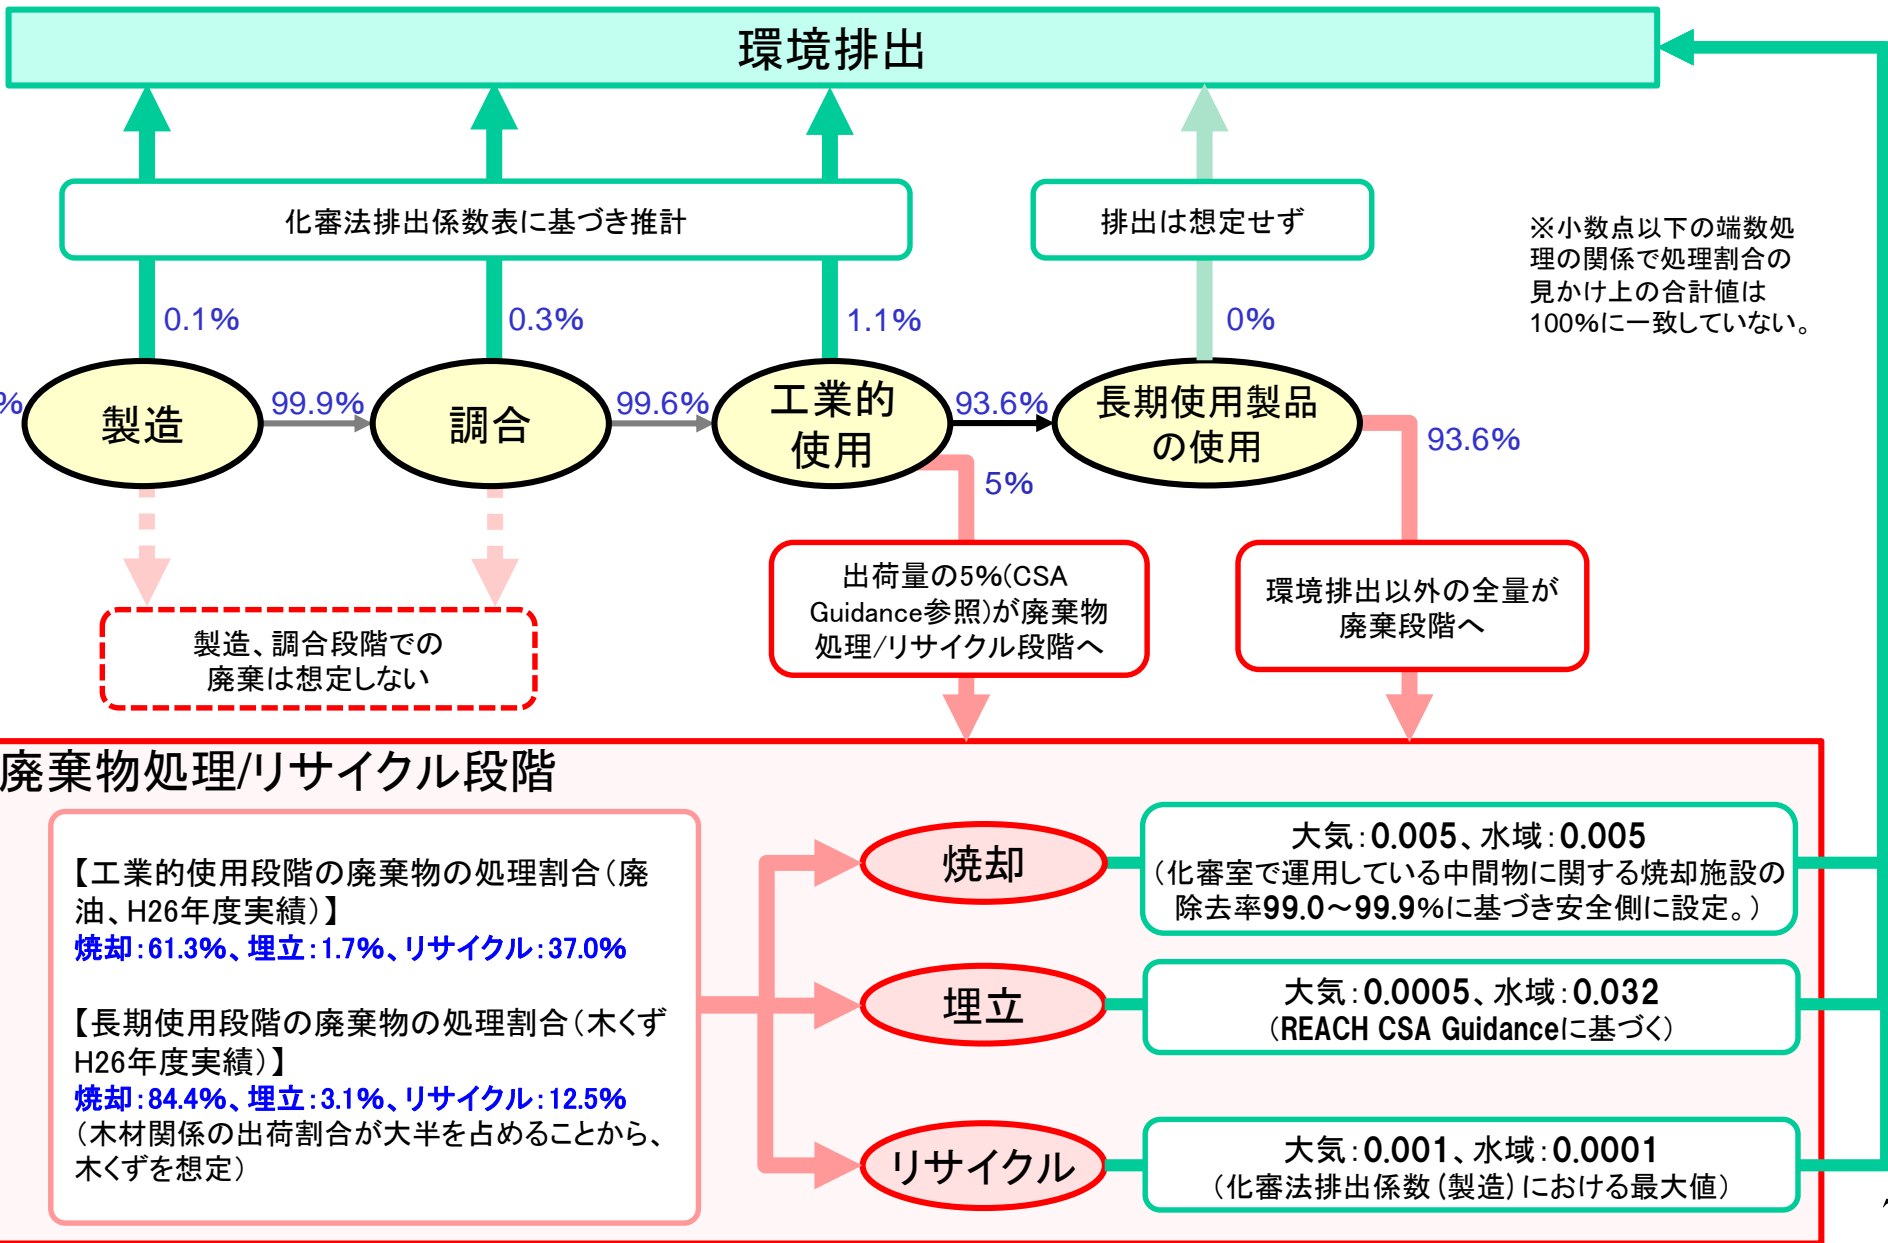 環境排出
化審法排出係数表に基づき推計
排出は想定せず
※小数点以下の端数処
理の関係で処理割合の
見かけ上の合計値は
100%に一致していない。
0.1%
0.3%
1.1%
0%
%
製造
99.9%
調合
99.6%
工業的
使用
93.6%
長期使用製品
の使用
93.6%
5%
製造、調合段階での
廃棄は想定しない
出荷量の5%(CSA
Guidance参照)が廃棄物
処理/リサイクル段階へ
環境排出以外の全量が
廃棄段階へ
廃棄物処理/リサイクル段階
【工業的使用段階の廃棄物の処理割合(廃
油、H26年度実績)】
焼却:61.3%、埋立:1.7%、リサイクル:37.0%
【長期使用段階の廃棄物の処理割合(木くず
H26年度実績)】
焼却:84.4%、埋立:3.1%、リサイクル:12.5%
(木材関係の出荷割合が大半を占めることから、
木くずを想定)
焼却
大気:0.005、水域:0.005
(化審室で運用している中間物に関する焼却施設の
除去率99.0~99.9%に基づき安全側に設定。)
埋立
大気:0.0005、水域:0.032
(REACH CSA Guidanceに基づく)
リサイクル
大気:0.001、水域:0.0001
(化審法排出係数(製造)における最大値)